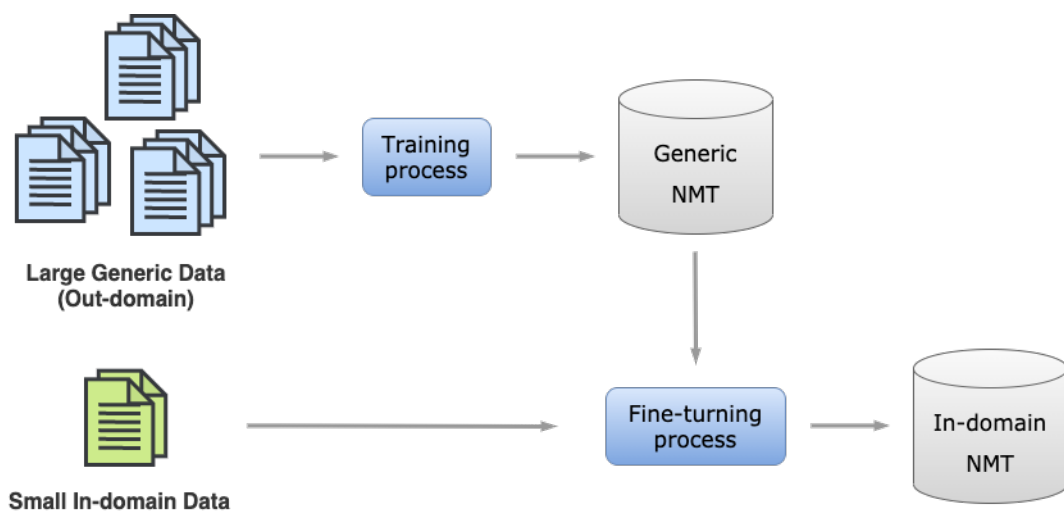 Training
process
Generic
NMT
Large Generic Data
(Out-domain)
Fine-turning
process
In-domain
NMT
Small In-domain Data